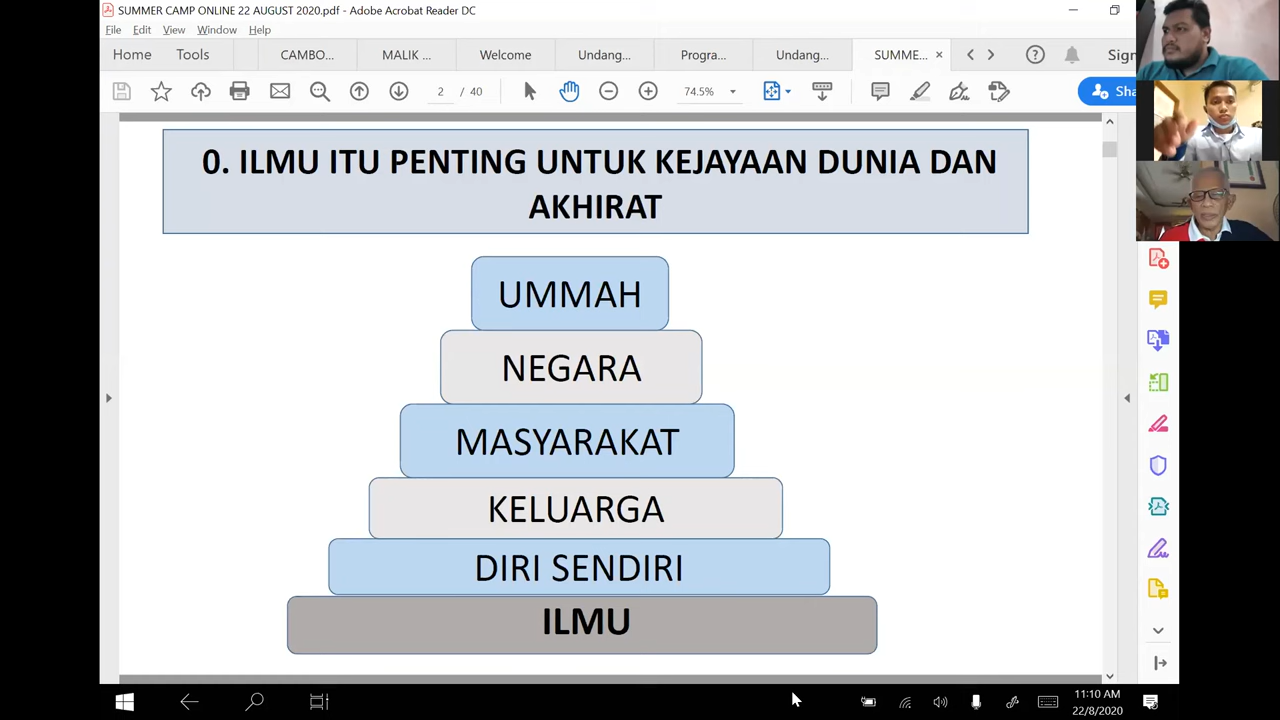 SUMMER CAMP ONLINE 22 AUGUST 2020.pdf - Adobe Acrobat Reader DC
File Edit View Window Help
Home Tools CAMBO... MALIK ... Welcome Undang... Progra... Undang... SUMME... Sign
2 / 40 74.5% Sha
0. ILMU ITU PENTING UNTUK KEJAYAAN DUNIA DAN
AKHIRAT
UMMAH
NEGARA
MASYARAKAT
KELUARGA
DIRI SENDIRI
ILMU
11:10 AM
22/8/2020